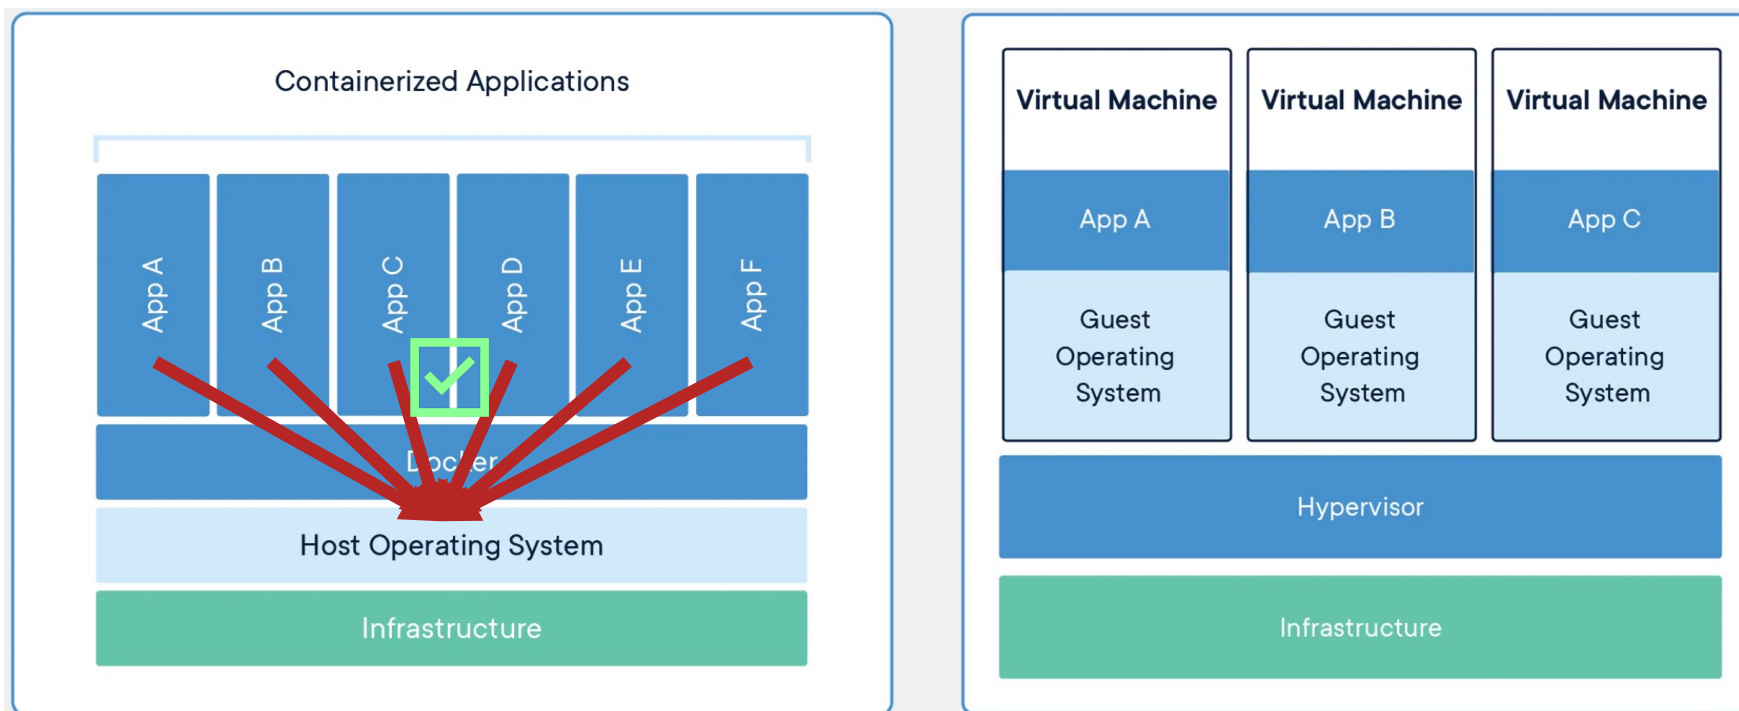 Containerized Applications
App A
App B
App C
App D
App E
App F
Docker
Host Operating System
Infrastructure
Virtual Machine
App A
Guest
Operating
System
Virtual Machine
App B
Guest
Operating
System
Virtual Machine
App C
Guest
Operating
System
Hypervisor
Infrastructure